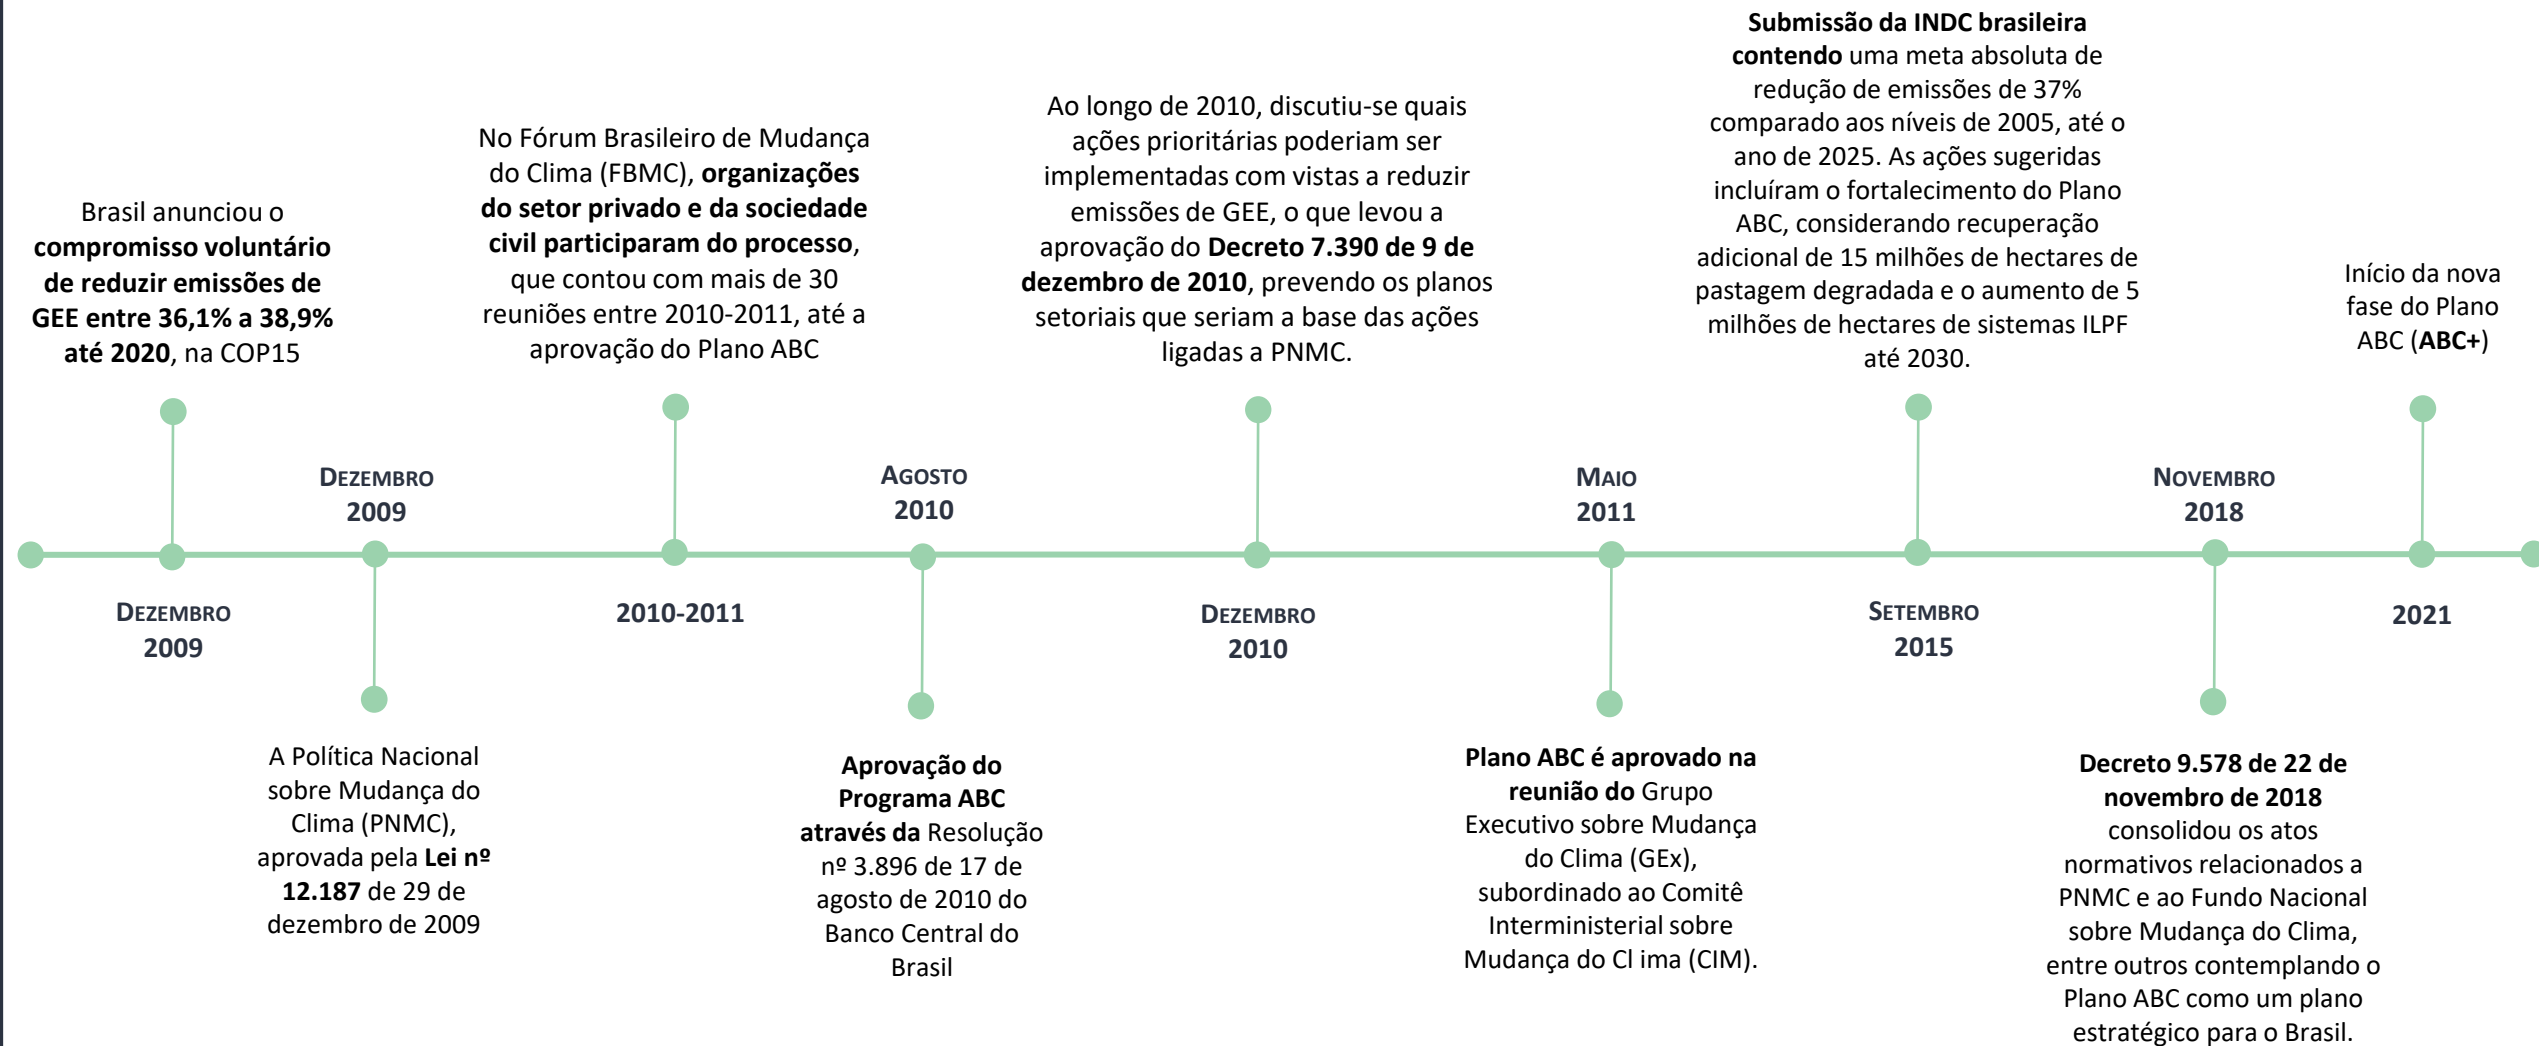 Brasil anunciou o
compromisso voluntário
de reduzir emissões de
GEE entre 36,1% a 38,9%
até 2020, na COP15
DEZEMBRO
2009
DEZEMBRO
2009
A Política Nacional
sobre Mudança do
Clima (PNMC),
aprovada pela Lei nº
12.187 de 29 de
dezembro de 2009
No Fórum Brasileiro de Mudança
do Clima (FBMC), organizações
do setor privado e da sociedade
civil participaram do processo,
que contou com mais de 30
reuniões entre 2010-2011, até a
aprovação do Plano ABC
2010-2011
AGOSTO
2010
Aprovação do
Programa ABC
através da Resolução
nº 3.896 de 17 de
agosto de 2010 do
Banco Central do
Brasil
Ao longo de 2010, discutiu-se quais
ações prioritárias poderiam ser
implementadas com vistas a reduzir
emissões de GEE, o que levou a
aprovação do Decreto 7.390 de 9 de
dezembro de 2010, prevendo os planos
setoriais que seriam a base das ações
ligadas a PNMC.
DEZEMBRO
2010
MAIO
2011
Plano ABC é aprovado na
reunião do Grupo
Executivo sobre Mudança
do Clima (GEx),
subordinado ao Comitê
Interministerial sobre
Mudança do Cl ima (CIM).
Submissão da INDC brasileira
contendo uma meta absoluta de
redução de emissões de 37%
comparado aos níveis de 2005, até o
ano de 2025. As ações sugeridas
incluíram o fortalecimento do Plano
ABC, considerando recuperação
adicional de 15 milhões de hectares de
pastagem degradada e o aumento de 5
milhões de hectares de sistemas ILPF
até 2030.
SETEMBRO
2015
NOVEMBRO
2018
Decreto 9.578 de 22 de
novembro de 2018
consolidou os atos
normativos relacionados a
PNMC e ao Fundo Nacional
sobre Mudança do Clima,
entre outros contemplando o
Plano ABC como um plano
estratégico para o Brasil.
Início da nova
fase do Plano
ABC (ABC+)
2021